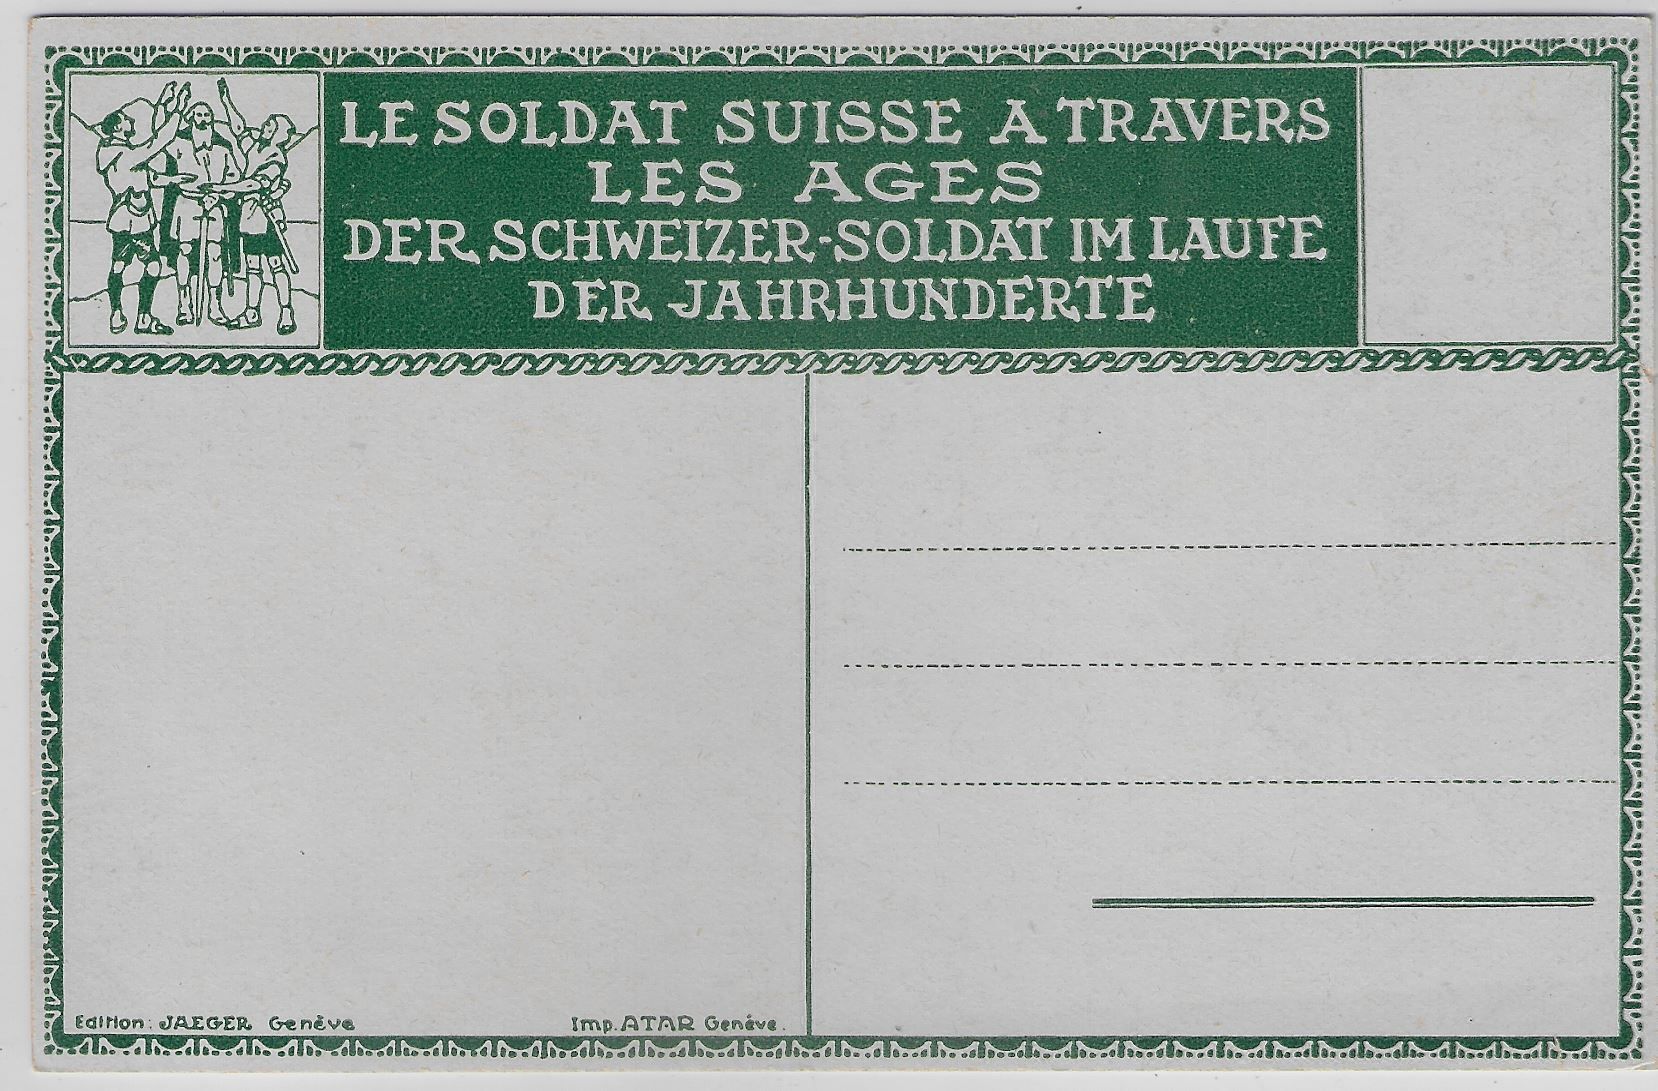 LE SOLDAT SUISSE A TRAVERS
LES AGES
DER SCHWEIZER-SOLDAT IM LAUFE
DER JAHRHUNDERTE
Edition: JAEGER Genève
Imp. ATAR Genève.